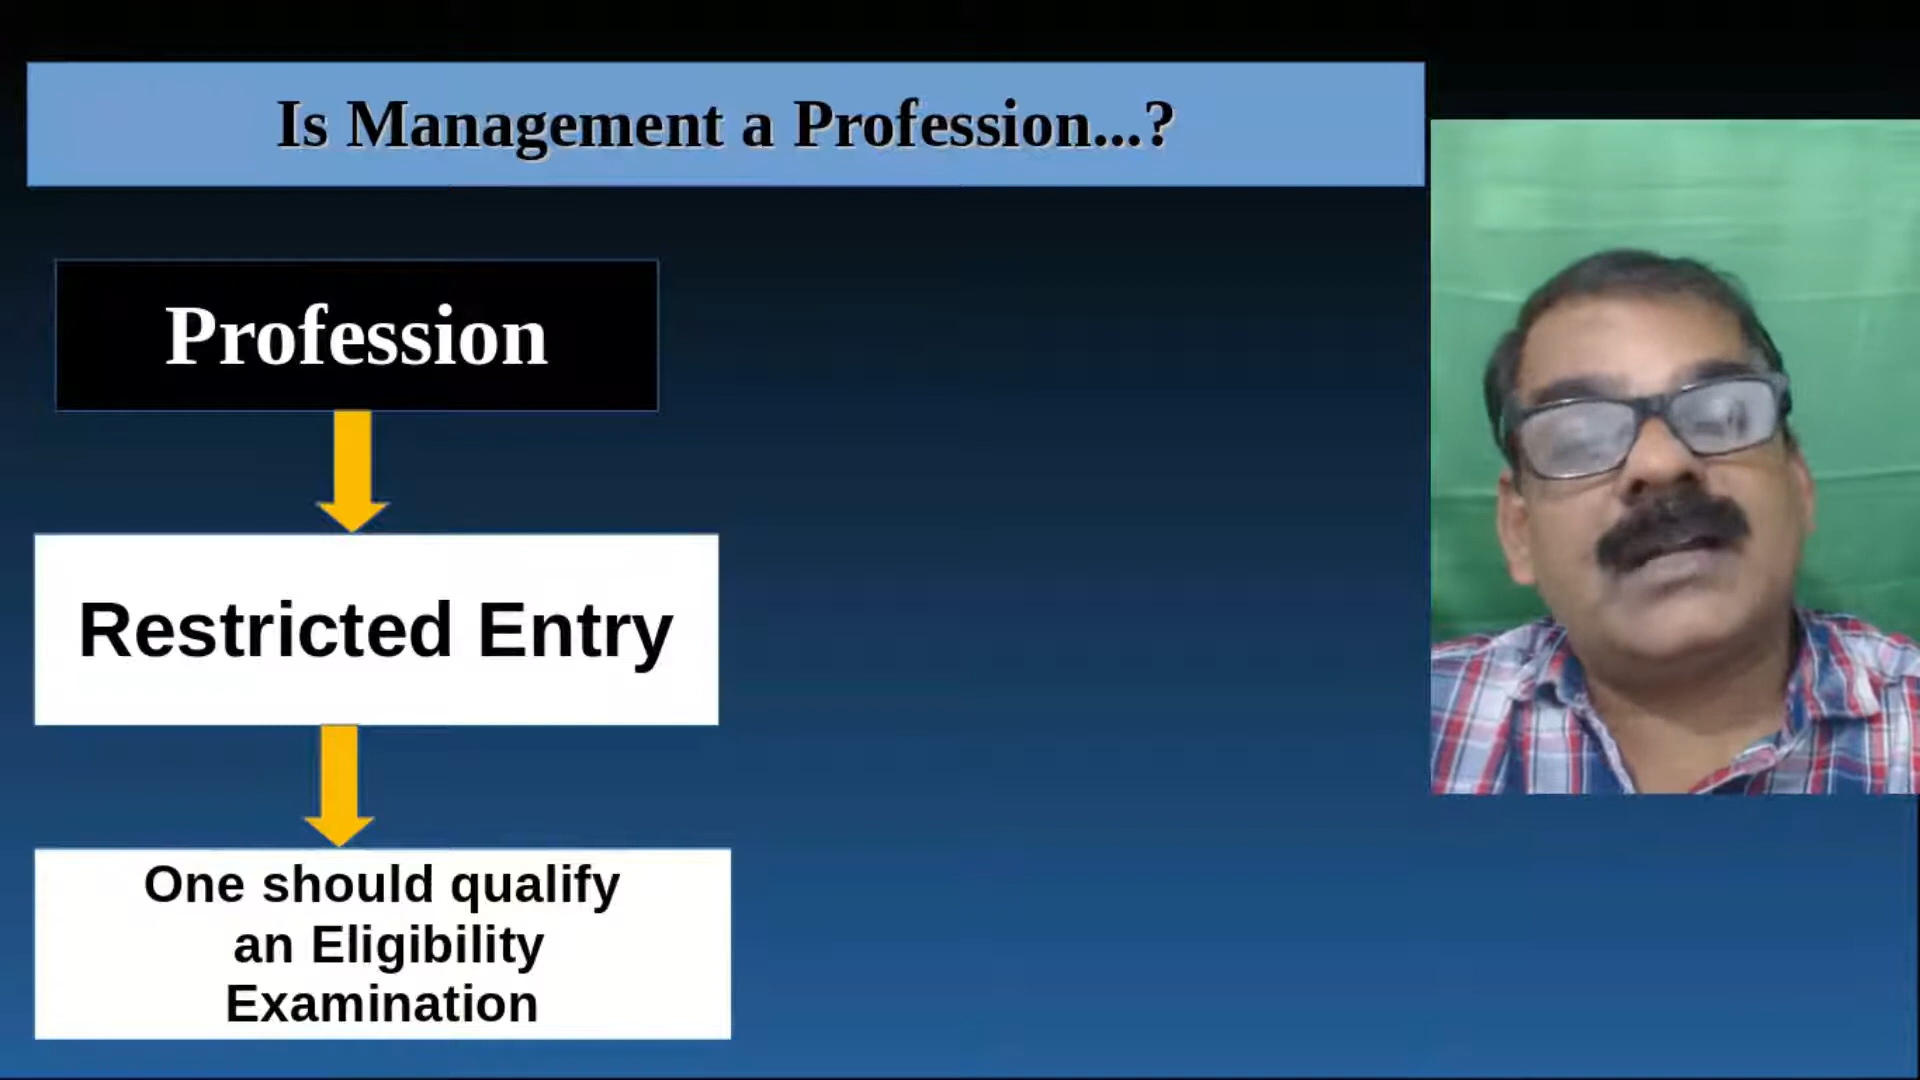 Is Management a Profession...?
Profession
Restricted Entry
One should qualify
an Eligibility
Examination